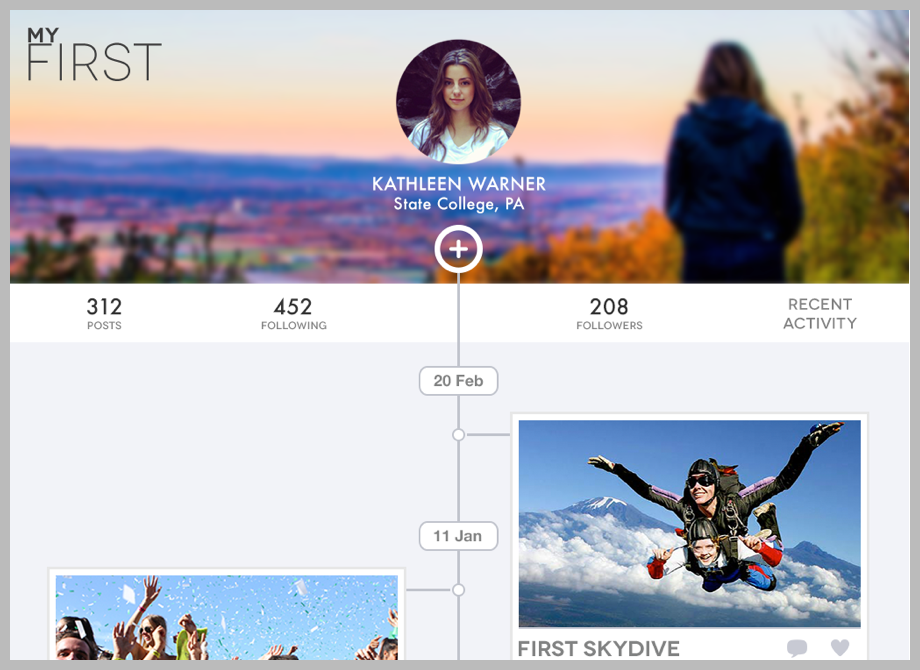 MY
FIRST
KATHLEEN WARNER
State College, PA
312
POSTS
452
FOLLOWING
208
FOLLOWERS
RECENT
ACTIVITY
20 Feb
11 Jan
FIRST SKYDIVE